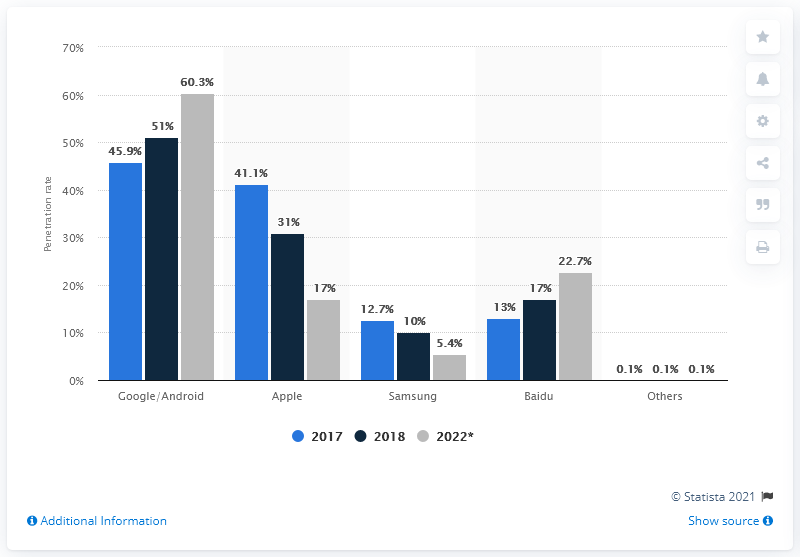 70%
60%
50%
40%
30%
20%
10%
0%
Penetration rate
45.9% 51% 60.3%
41.1% 31% 17%
12.7% 10% 5.4%
13% 17% 22.7%
0.1% 0.1% 0.1%
Google/Android Apple Samsung Baidu Others
2017 2018 2022*
© Statista 2021
Additional Information Show source